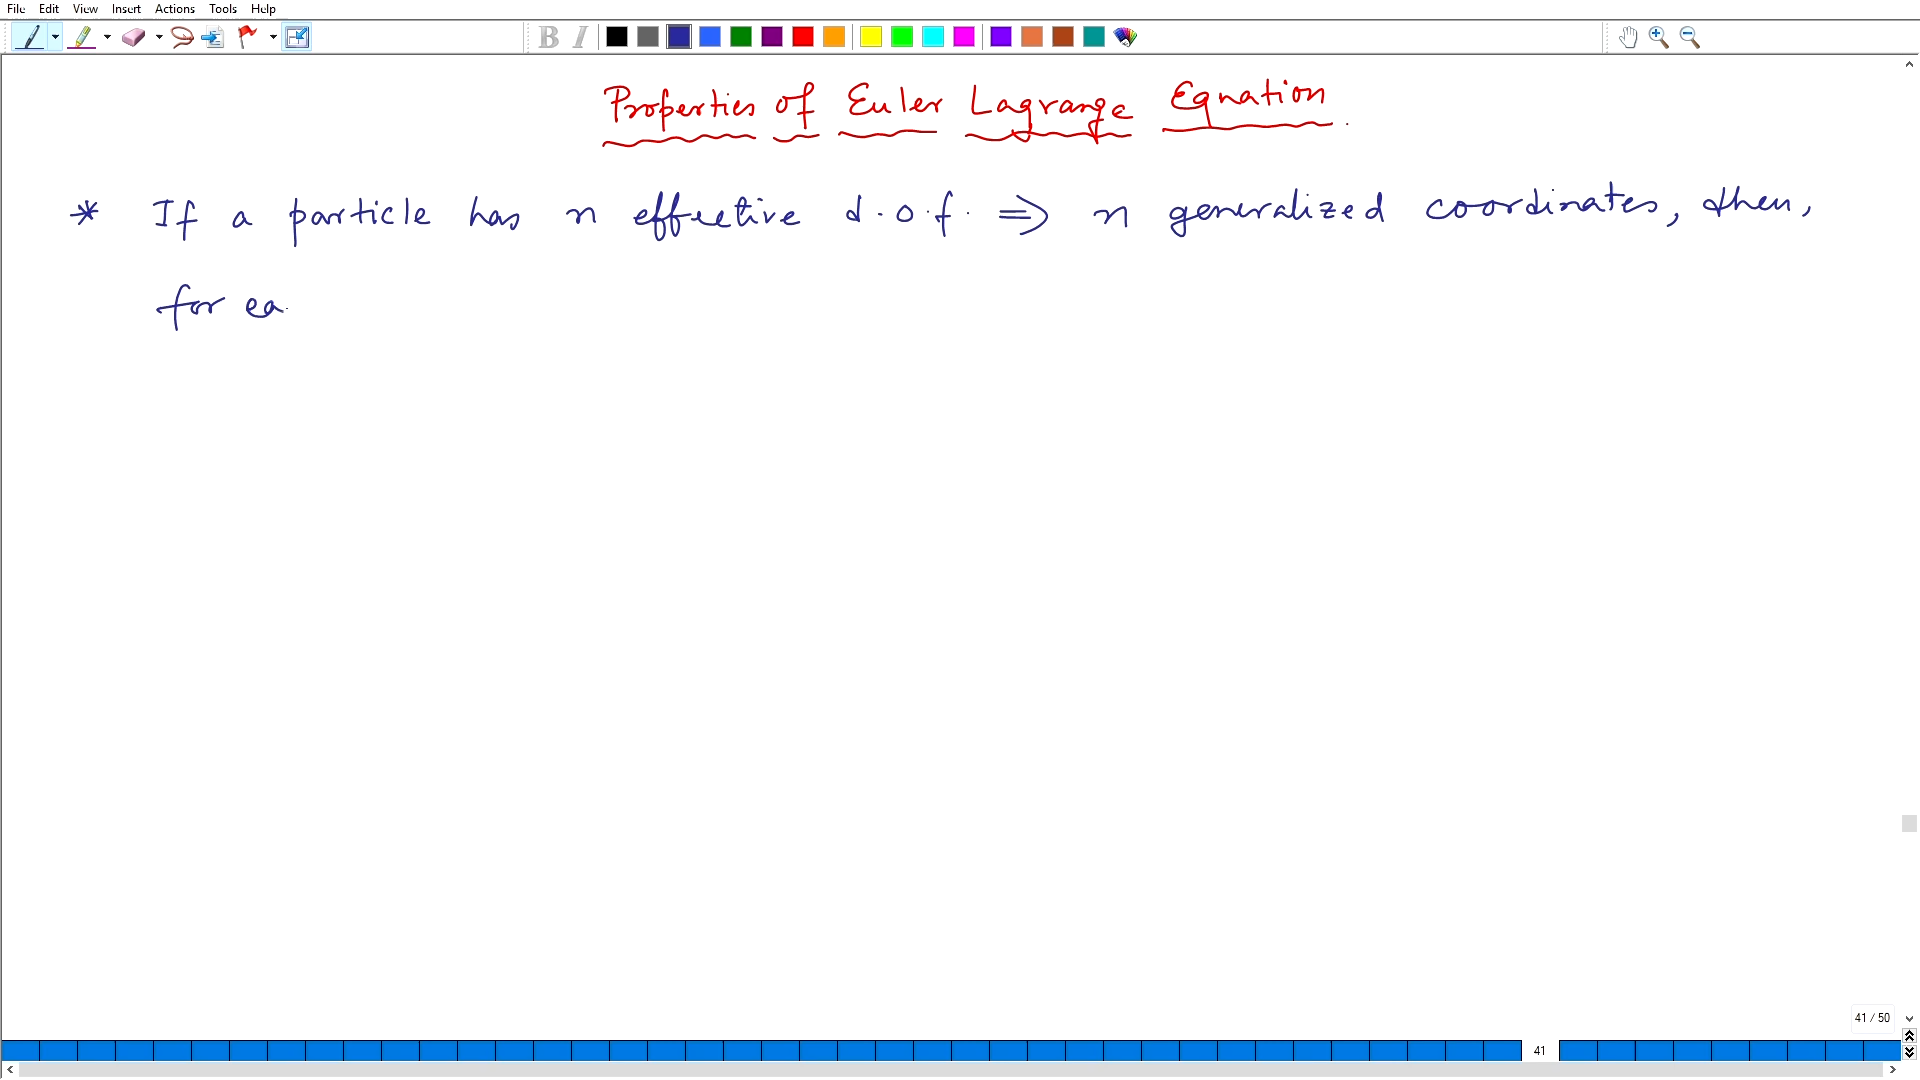 File Edit View Insert Actions Tools Help
B I
Properties of Euler Lagrange Equation.
* If a particle has n effective d.o.f. ⇒ n generalized coordinates, then,
for ea
41 / 50
41